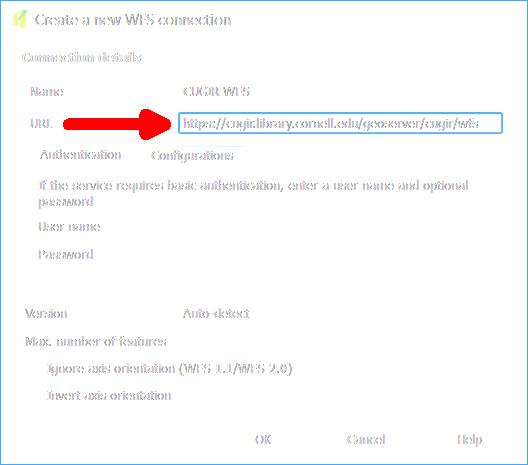 Create a new WFS connection
Connection details
Name CUGIR WFS
URL https://cugir.library.cornell.edu/geoserver/cugir/wfs
Authentication Configurations
If the service requires basic authentication, enter a user name and optional
password
User name
Password
Version Auto-detect
Max. number of features
Ignore axis orientation (WFS 1.1/WFS 2.0)
Invert axis orientation
OK Cancel Help